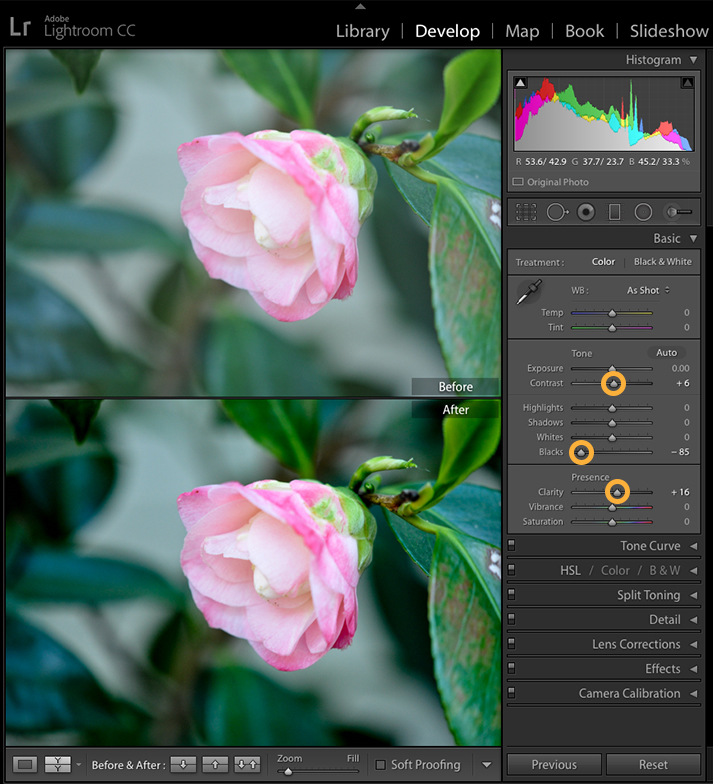 Lr Adobe Lightroom CC
Library | Develop | Map | Book | Slideshow
Histogram
R 53.6/ 42.9 G 37.7/ 23.7 B 45.2/ 33.3 %
Original Photo
Basic
Treatment : Color | Black & White
WB : As Shot
Temp 0
Tint 0
Tone Auto
Exposure 0.00
Contrast + 6
Highlights 0
Shadows 0
Whites 0
Blacks − 85
Presence
Clarity + 16
Vibrance 0
Saturation 0
Before
After
Tone Curve
HSL / Color / B & W
Split Toning
Detail
Lens Corrections
Effects
Camera Calibration
Y Y
Before & After :
Zoom Fill
Soft Proofing
Previous Reset